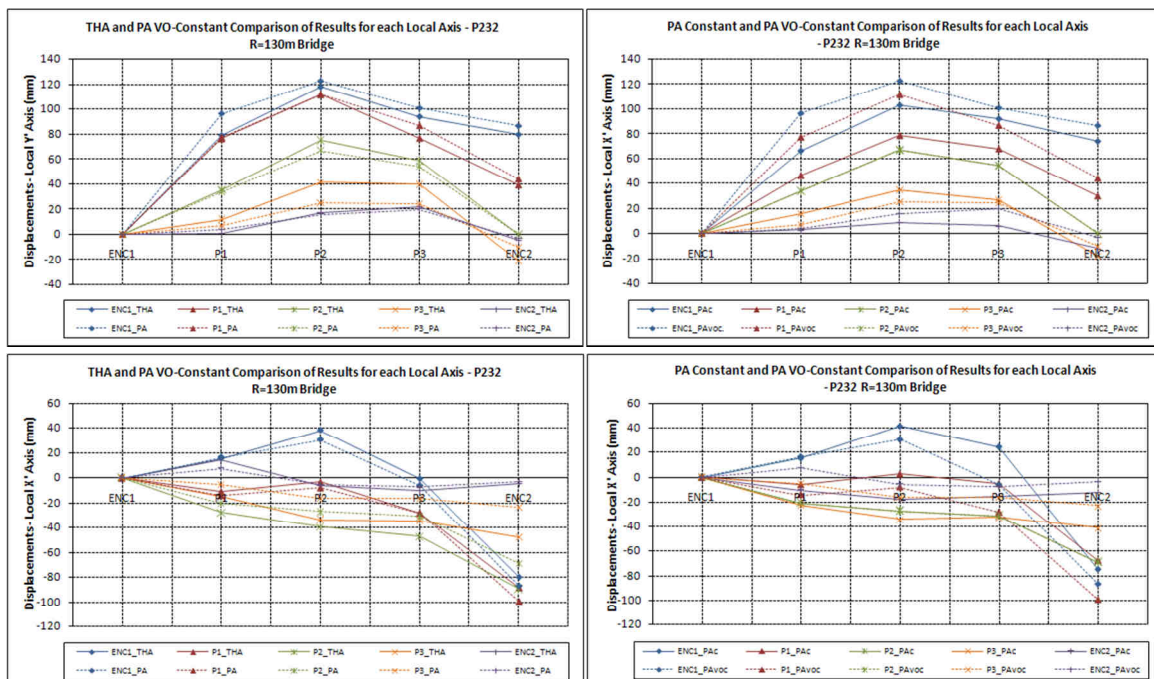 THA and PA VO-Constant Comparison of Results for each Local Axis - P232
R=130m Bridge
Displacements - Local Y' Axis (mm)
140
120
100
80
60
40
20
0
-20
-40
ENC1
P1
P2
P3
ENC2
ENC1_THA
P1_THA
P2_THA
P3_THA
ENC2_THA
ENC1_PA
P1_PA
P2_PA
P3_PA
ENC2_PA
PA Constant and PA VO-Constant Comparison of Results for each Local Axis
- P232 R=130m Bridge
Displacements - Local X' Axis (mm)
140
120
100
80
60
40
20
0
-20
-40
ENC1
P1
P2
P3
ENC2
ENC1_PAc
P1_PAc
P2_PAc
P3_PAc
ENC2_PAc
ENC1_PAvoc.
P1_PAvoc
P2_PAvoc
P3_PAvoc
ENC2_PAvoc
THA and PA VO-Constant Comparison of Results for each Local Axis - P232
R=130m Bridge
Displacements - Local X' Axis (mm)
60
40
20
0
-20
-40
-60
-80
-100
-120
ENC1
P1
P2
P3
ENC2
ENC1_THA
P1_THA
P2_THA
P3_THA
ENC2_THA
ENC1_PA
P1_PA
P2_PA
P3_PA
ENC2_PA
PA Constant and PA VO-Constant Comparison of Results for each Local Axis
- P232 R=130m Bridge
Displacements - Local X' Axis (mm)
60
40
20
0
-20
-40
-60
-80
-100
-120
ENC1
P1
P2
P3
ENC2
ENC1_PAc
P1_PAc
P2_PAc
P3_PAc
ENC2_PAc
ENC1_PAvoc
P1_PAvoc
P2_PAvoc
P3_PAvoc
ENC2_PAvoc